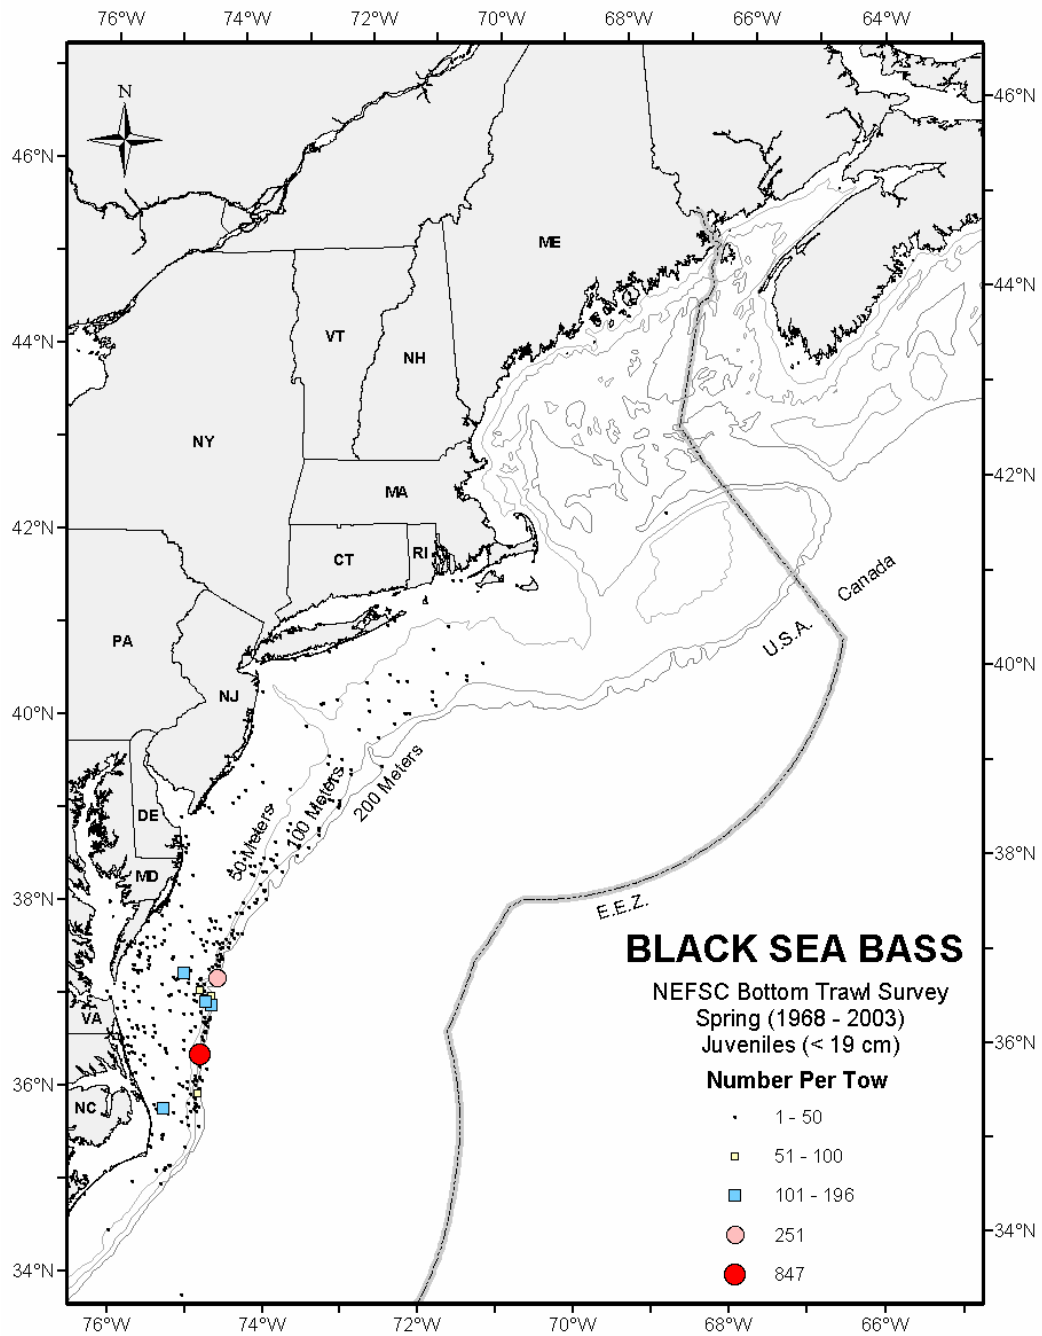 76°W 74°W 72°W 70°W 68°W 66°W 64°W
46°N
N
46°N
ME
44°N
VT
44°N
NH
NY
42°N
MA
42°N
CT
RI
Canada
PA
U.S.A.
40°N
NJ
40°N
50 Meters
100 Meters
200 Meters
DE
38°N
MD
38°N
E.E.Z.
BLACK SEA BASS
NEFSC Bottom Trawl Survey
VA
Spring (1968 - 2003)
36°N
Juveniles (< 19 cm)
36°N
Number Per Tow
NC
1 - 50
51 - 100
101 - 196
34°N
251
34°N
847
76°W 74°W 72°W 70°W 68°W 66°W